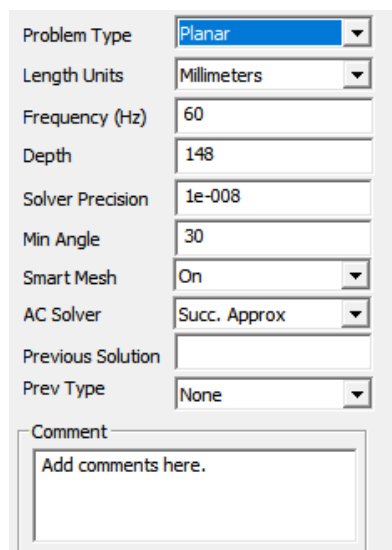 Problem Type Planar
Length Units Millimeters
Frequency (Hz) 60
Depth 148
Solver Precision 1e-008
Min Angle 30
Smart Mesh On
AC Solver Succ. Approx
Previous Solution
Prev Type None
Comment
Add comments here.